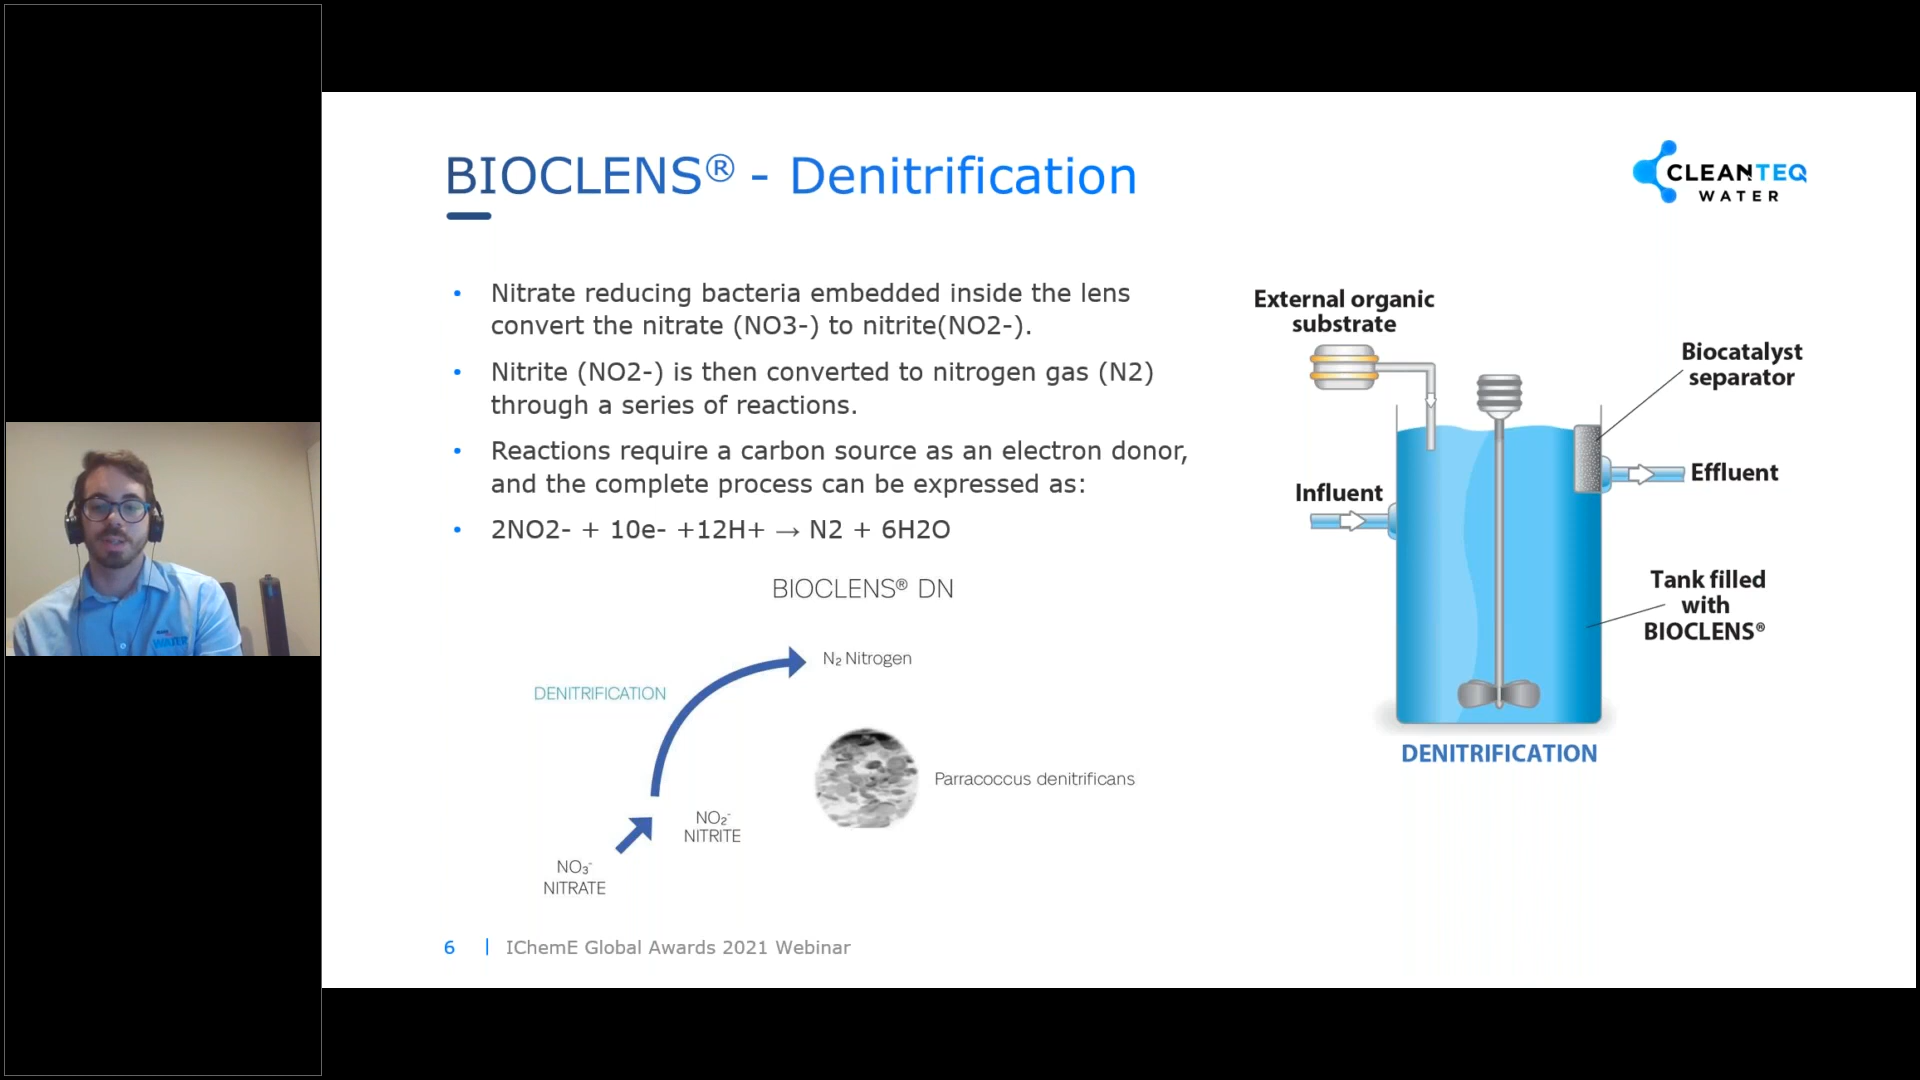 BIOCLENS® - Denitrification
CLEANTEQ
WATER
• Nitrate reducing bacteria embedded inside the lens
convert the nitrate (NO3-) to nitrite(NO2-).
• Nitrite (NO2-) is then converted to nitrogen gas (N2)
through a series of reactions.
• Reactions require a carbon source as an electron donor,
and the complete process can be expressed as:
• 2NO2- + 10e- +12H+ → N2 + 6H2O
BIOCLENS® DN
N₂ Nitrogen
DENITRIFICATION
Parracoccus denitrificans
NO₂⁻
NITRITE
NO₃⁻
NITRATE
External organic
substrate
Biocatalyst
separator
Effluent
Influent
Tank filled
with
BIOCLENS®
DENITRIFICATION
6 | IChemE Global Awards 2021 Webinar
WATER